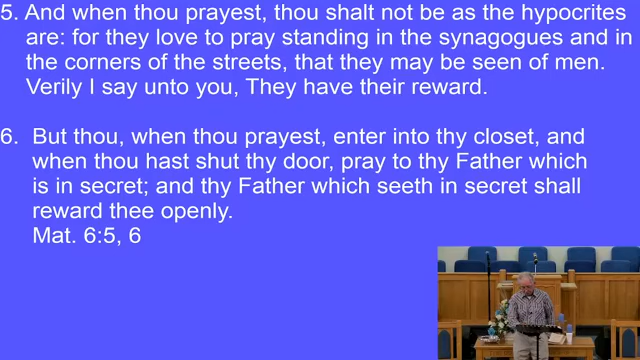 5. And when thou prayest, thou shalt not be as the hypocrites
are: for they love to pray standing in the synagogues and in
the corners of the streets, that they may be seen of men.
Verily I say unto you, They have their reward.
6. But thou, when thou prayest, enter into thy closet, and
when thou hast shut thy door, pray to thy Father which
is in secret; and thy Father which seeth in secret shall
reward thee openly.
Mat. 6:5, 6